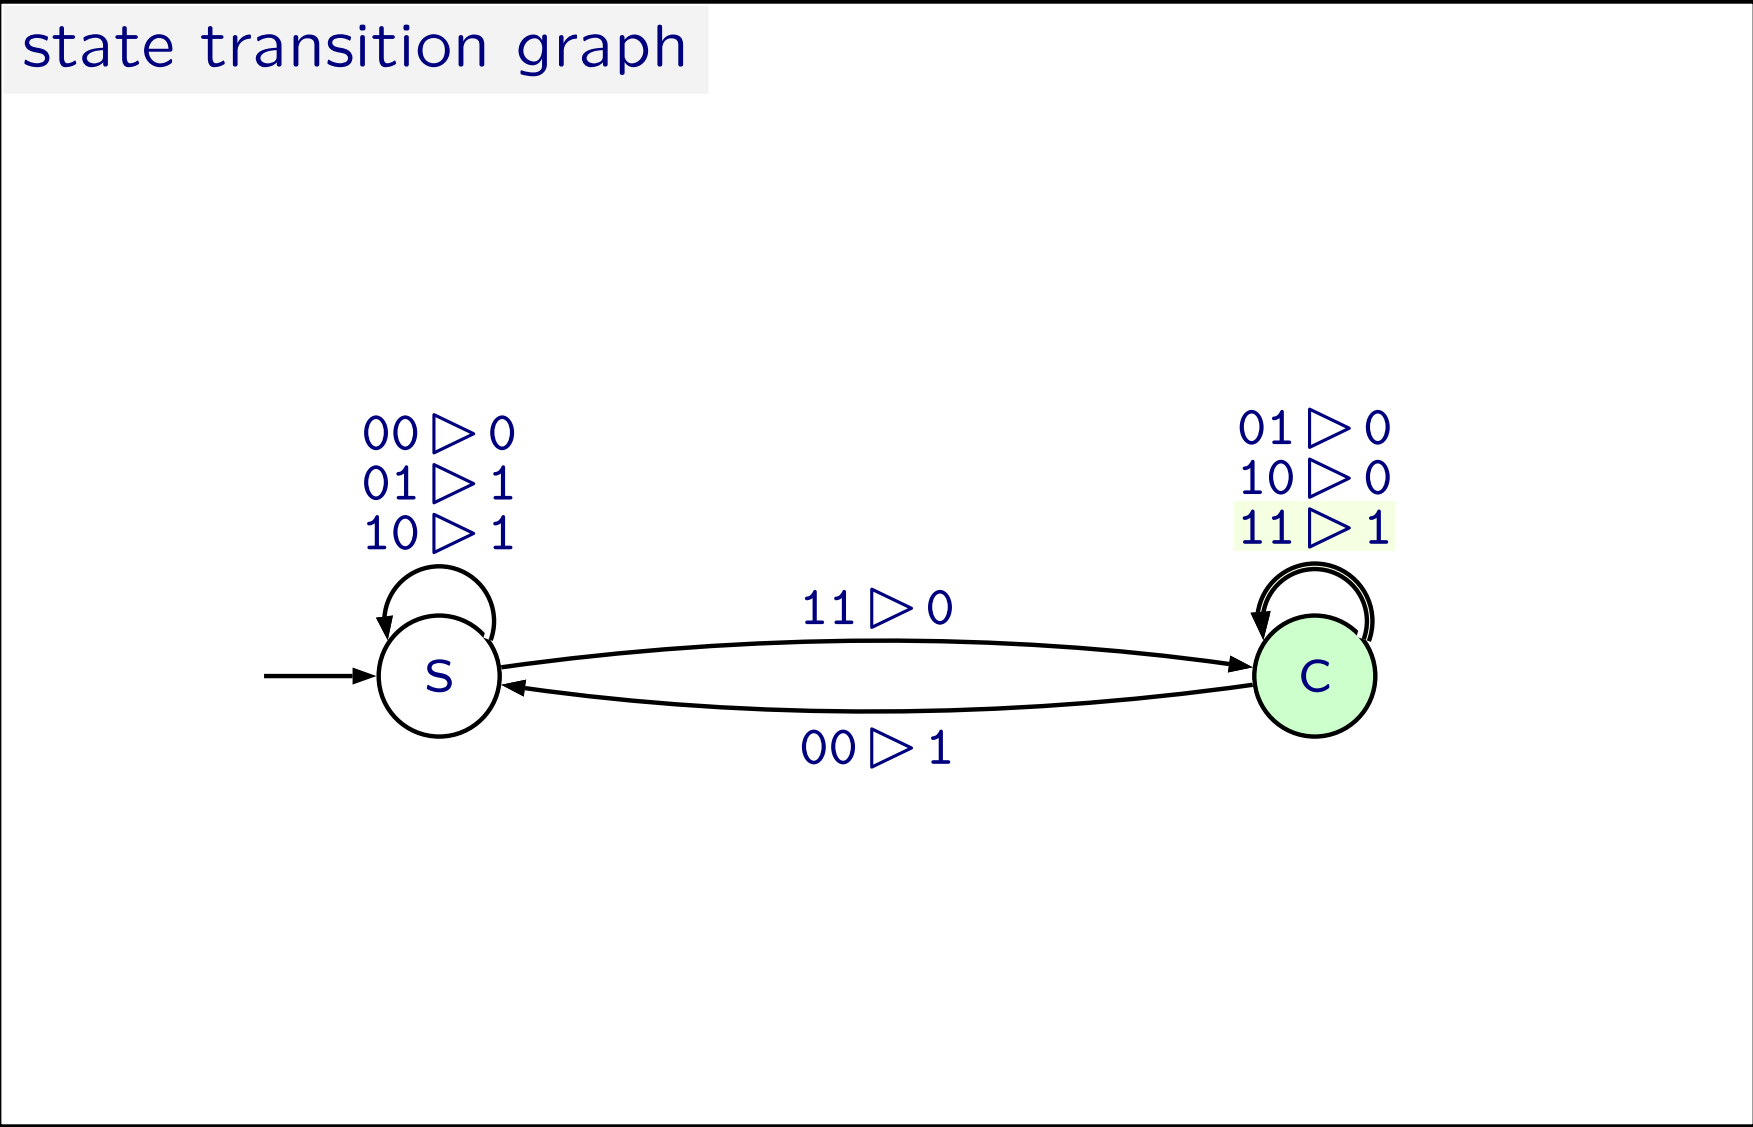 state transition graph
00 ▷ 0
01 ▷ 1
10 ▷ 1
01 ▷ 0
10 ▷ 0
11 ▷ 1
11 ▷ 0
s
c
00 ▷ 1